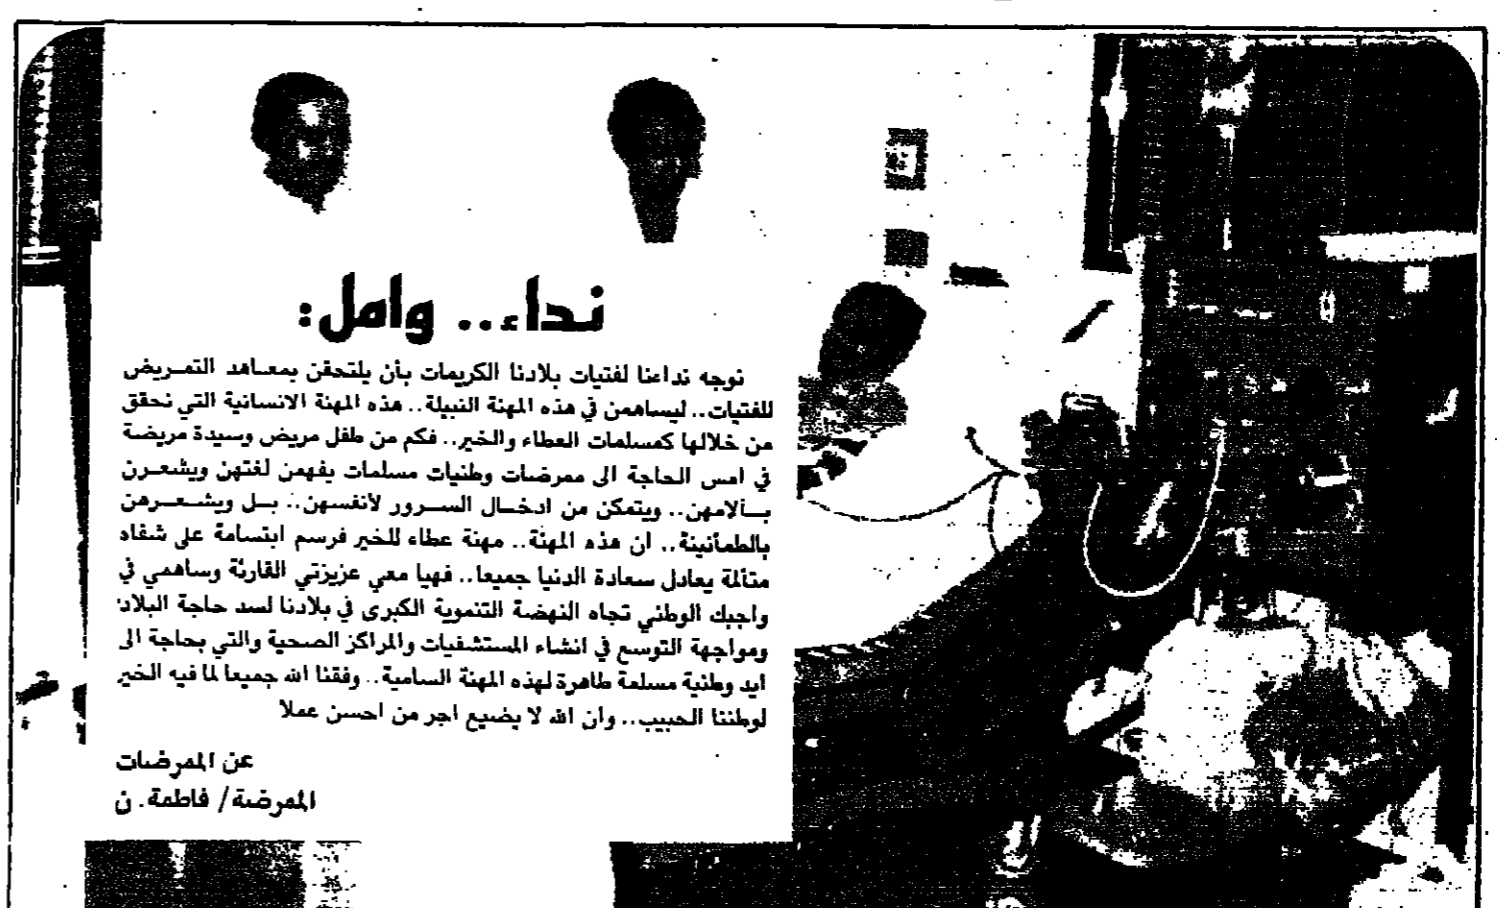 نداء.. وامل:
نوجه نداءنا لفتيات بلادنا الكريمات بأن يلتحقن بمعاهد التمريض
للفتيات.. ليساهمن في هذه المهنة النبيلة.. هذه المهنة الانسانية التي نحقق
من خلالها كمسلمات العطاء والخير.. فكم من طفل مريض وسيدة مريضة
في امس الحاجة الى ممرضات وطنيات مسلمات يفهمن لغتهن ويشعرن
بآلامهن.. ويتمكن من ادخال السرور لأنفسهن.. بل ويشعرهن
بالطمأنينة.. ان هذه المهنة.. مهنة عطاء للخير فرسم ابتسامة على شفاه
متألمة يعادل سعادة الدنيا جميعا.. فهيا معي عزيزتي القارئة وساهمي في
واجبك الوطني تجاه النهضة التنموية الكبرى في بلادنا لسد حاجة البلاد
ومواجهة التوسع في انشاء المستشفيات والمراكز الصحية والتي بحاجة الى
ايد وطنية مسلمة طاهرة لهذه المهنة السامية.. وفقنا الله جميعا لما فيه الخير
لوطننا الحبيب.. وان الله لا يضيع اجر من احسن عملا
عن الممرضات
الممرضة/ فاطمة. ن